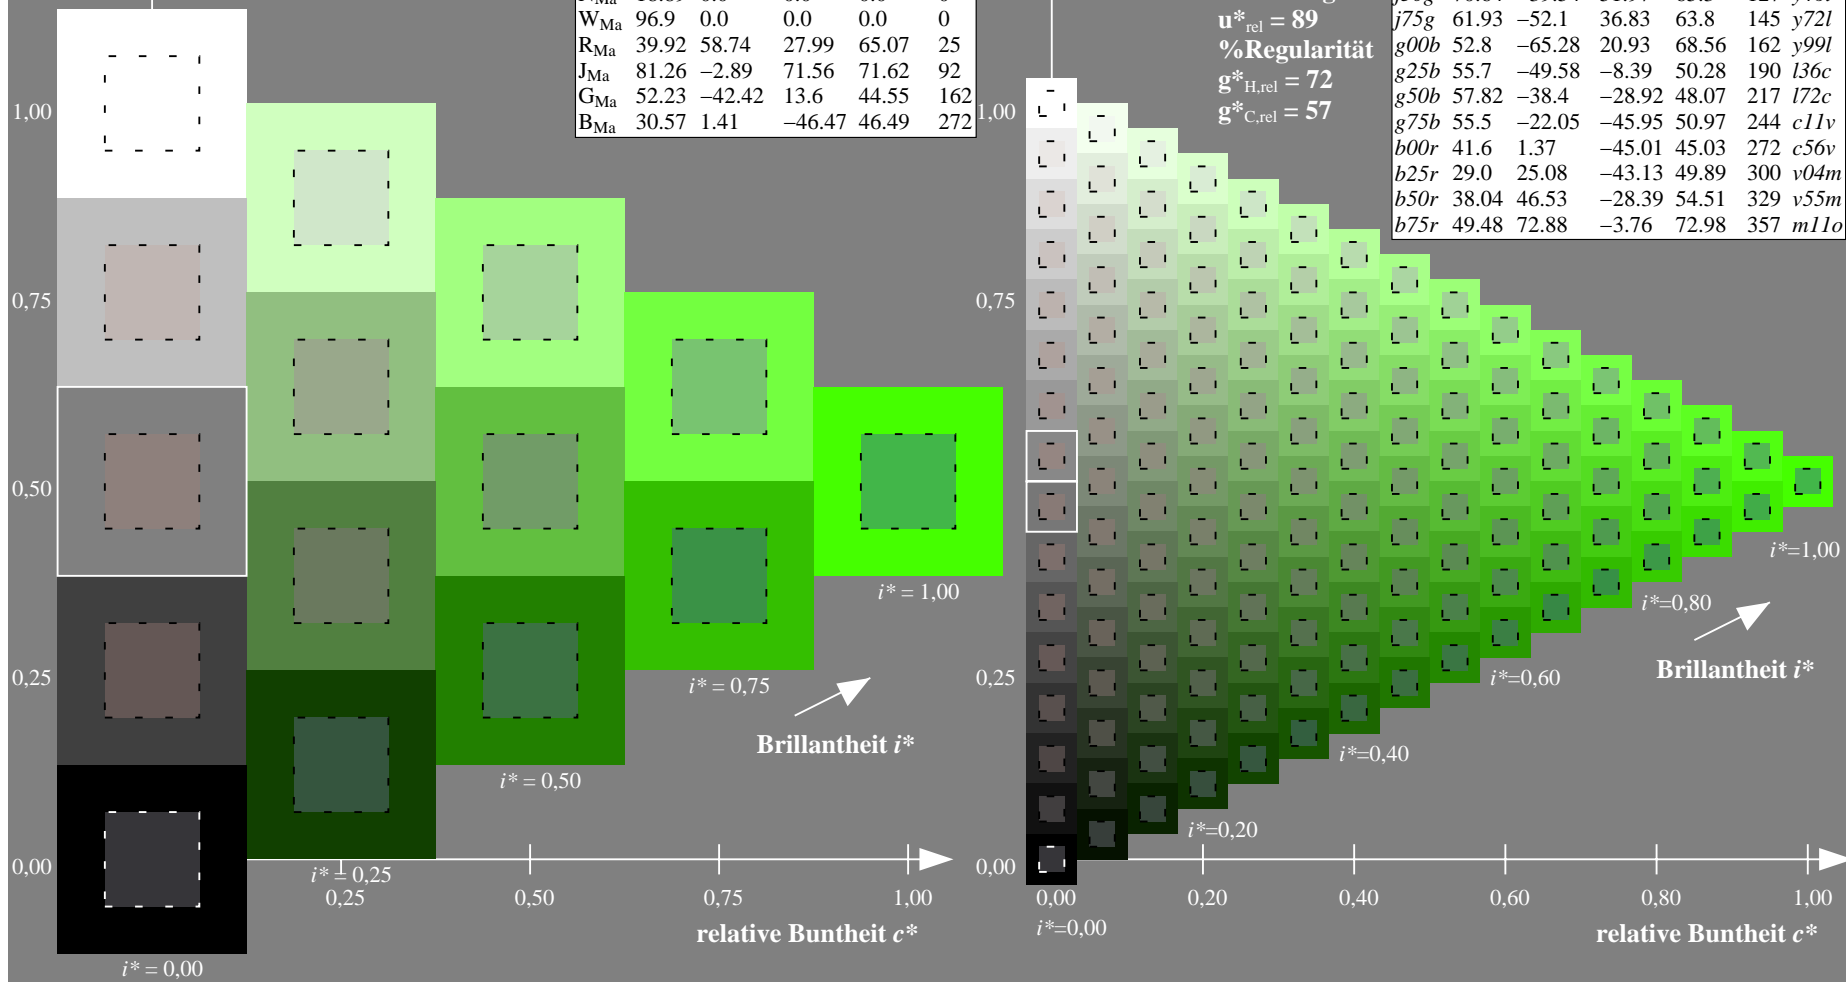 W_Ma 96.9 0.0 0.0 0.0 0
R_Ma 39.92 58.74 27.99 65.07 25
J_Ma 81.26 −2.89 71.56 71.62 92
G_Ma 52.23 −42.42 13.6 44.55 162
B_Ma 30.57 1.41 −46.47 46.49 272
1,00
0,75
0,50
0,25
0,00
i* = 1,00
i* = 0,75
Brillantheit i*
i* = 0,50
i* = 0,25
0,25 0,50 0,75 1,00
relative Buntheit c*
i* = 0,00
u*rel = 89
%Regularität
g*H,rel = 72
g*C,rel = 57
j75g 61.93 −52.1 36.83 63.8 145 y72l
g00b 52.8 −65.28 20.93 68.56 162 y99l
g25b 55.7 −49.58 −8.39 50.28 190 l36c
g50b 57.82 −38.4 −28.92 48.07 217 l72c
g75b 55.5 −22.05 −45.95 50.97 244 c11v
b00r 41.6 1.37 −45.01 45.03 272 c56v
b25r 29.0 25.08 −43.13 49.89 300 v04m
b50r 38.04 46.53 −28.39 54.51 329 v55m
b75r 49.48 72.88 −3.76 72.98 357 m11o
1,00
0,75
0,50
0,25
0,00
i*=1,00
i*=0,80
Brillantheit i*
i*=0,60
i*=0,40
i*=0,20
0,00 0,20 0,40 0,60 0,80 1,00
i*=0,00
relative Buntheit c*